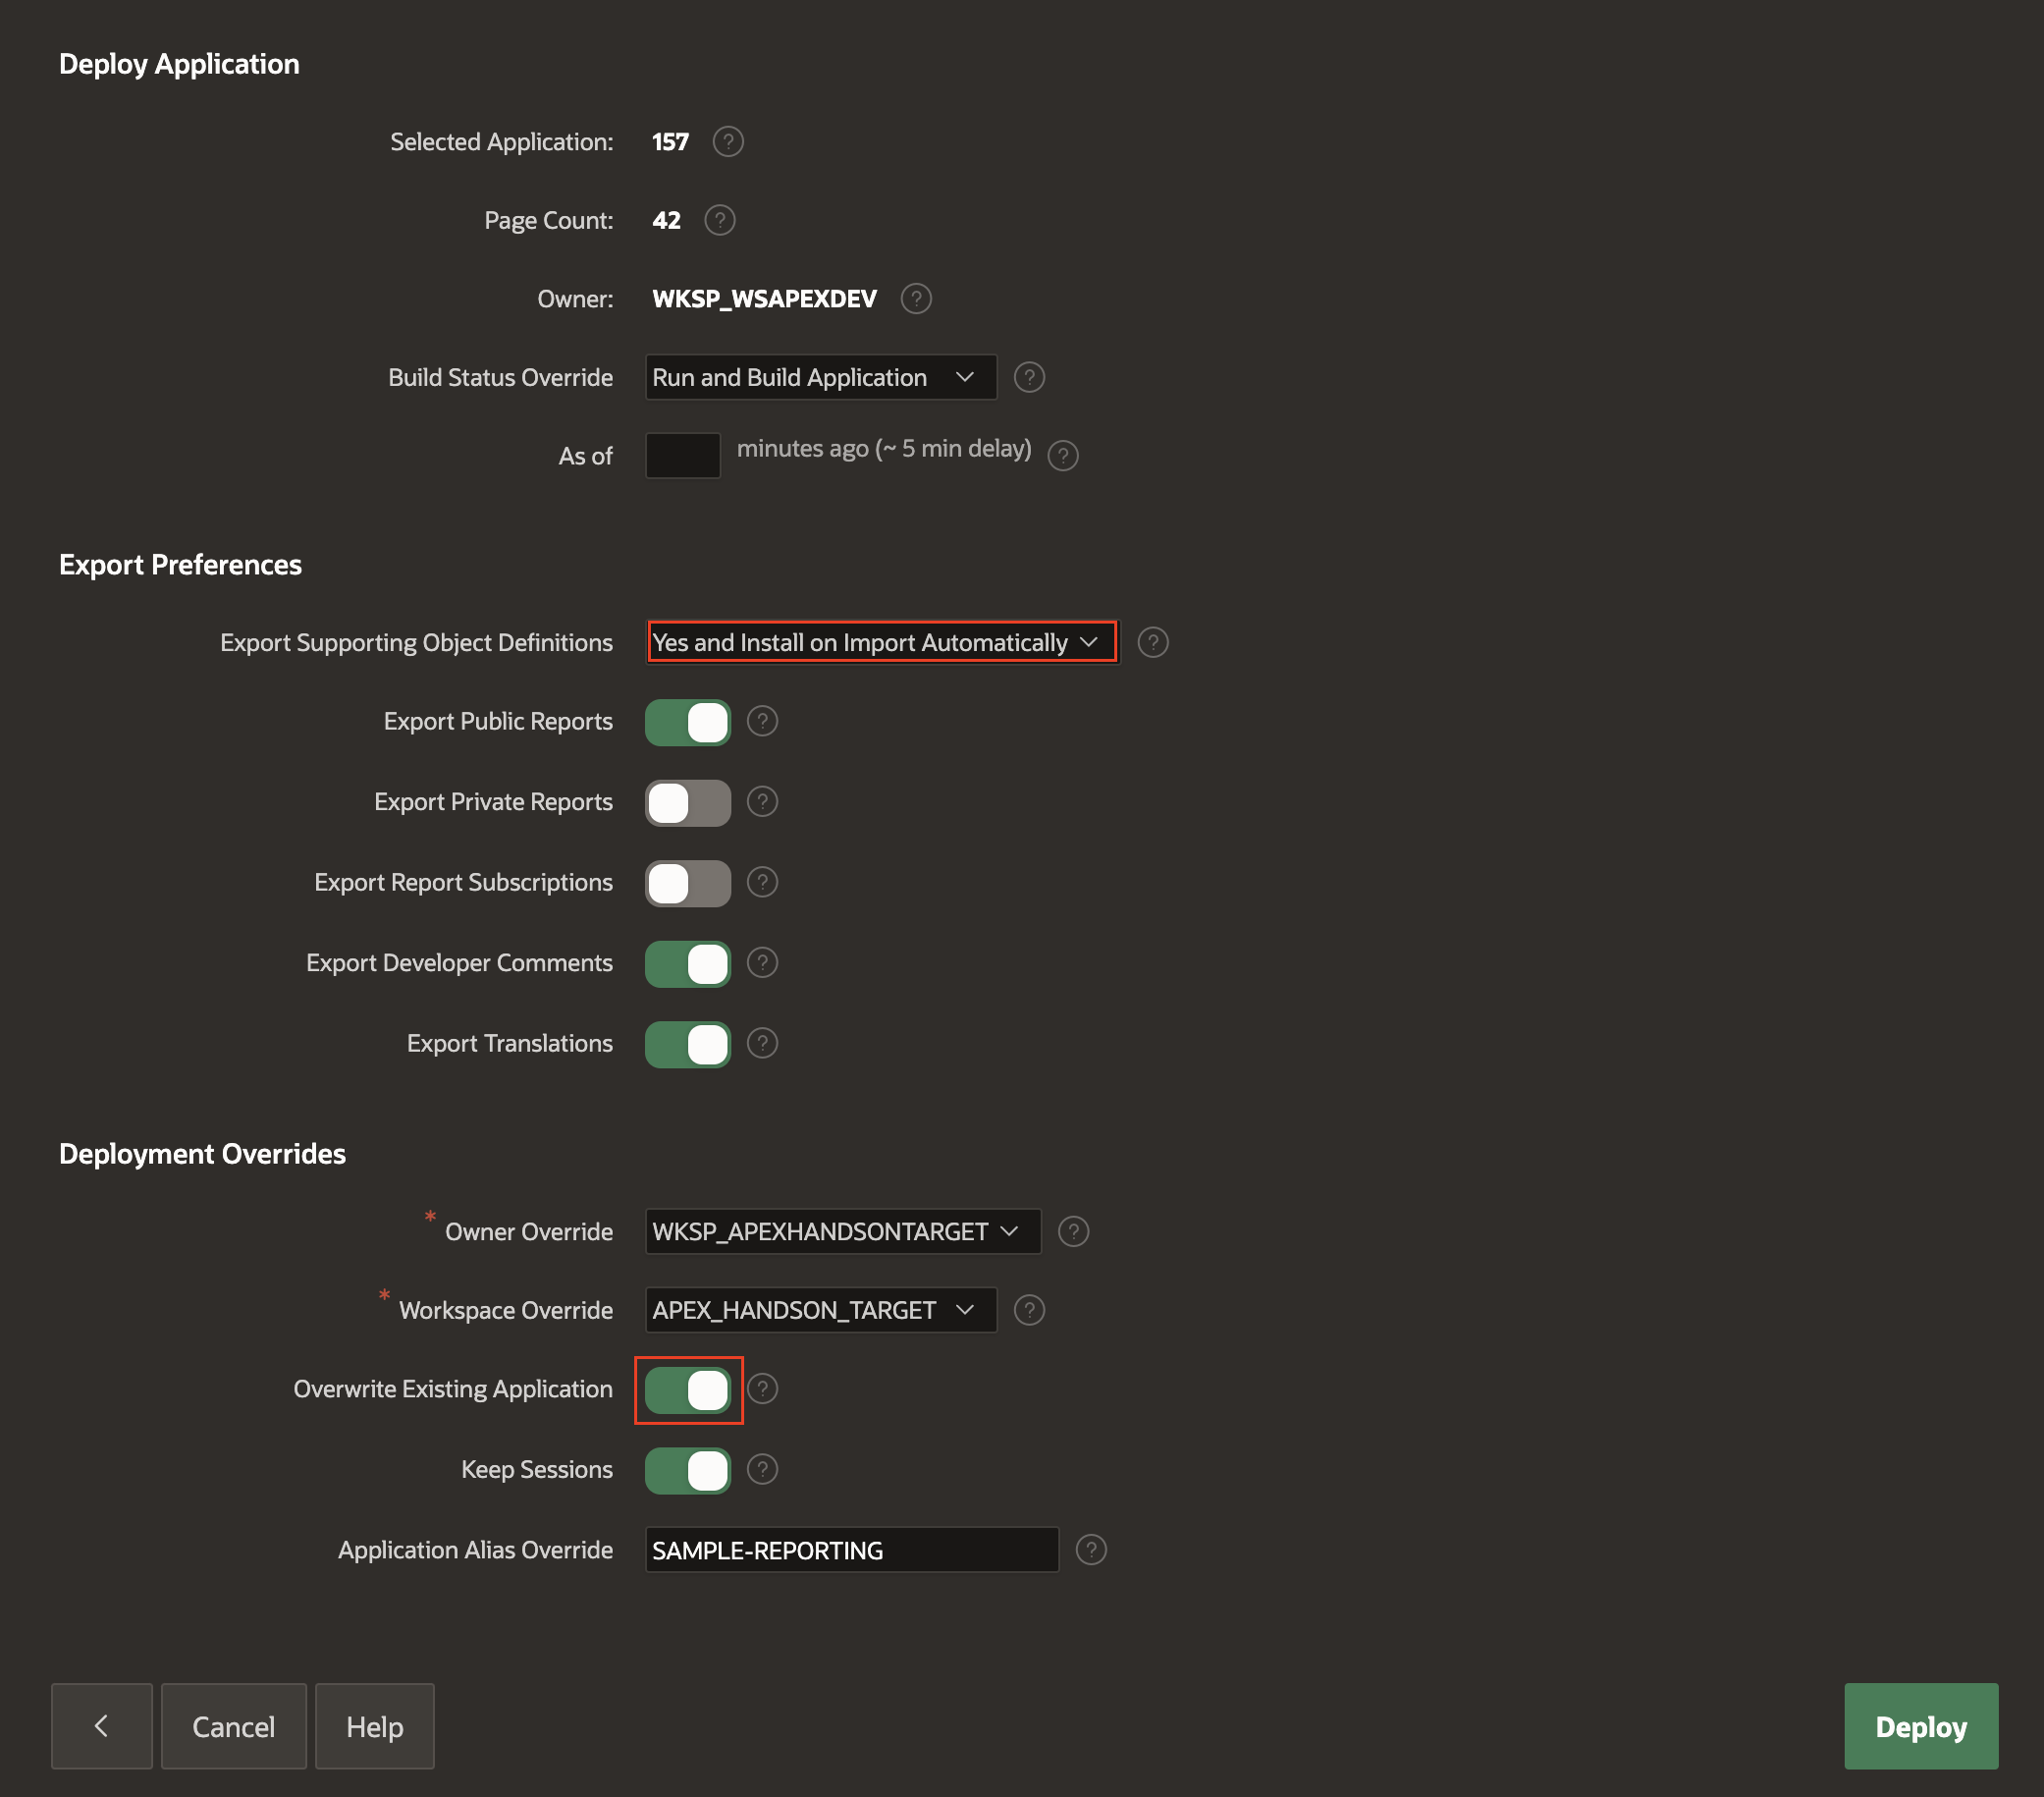 Deploy Application
Selected Application: 157 ?
Page Count: 42 ?
Owner: WKSP_WSAPEXDEV ?
Build Status Override Run and Build Application ?
As of minutes ago (~ 5 min delay) ?
Export Preferences
Export Supporting Object Definitions Yes and Install on Import Automatically ?
Export Public Reports ?
Export Private Reports ?
Export Report Subscriptions ?
Export Developer Comments ?
Export Translations ?
Deployment Overrides
* Owner Override WKSP_APEXHANDSONTARGET ?
* Workspace Override APEX_HANDSON_TARGET ?
Overwrite Existing Application ?
Keep Sessions ?
Application Alias Override SAMPLE-REPORTING ?
Cancel Help Deploy